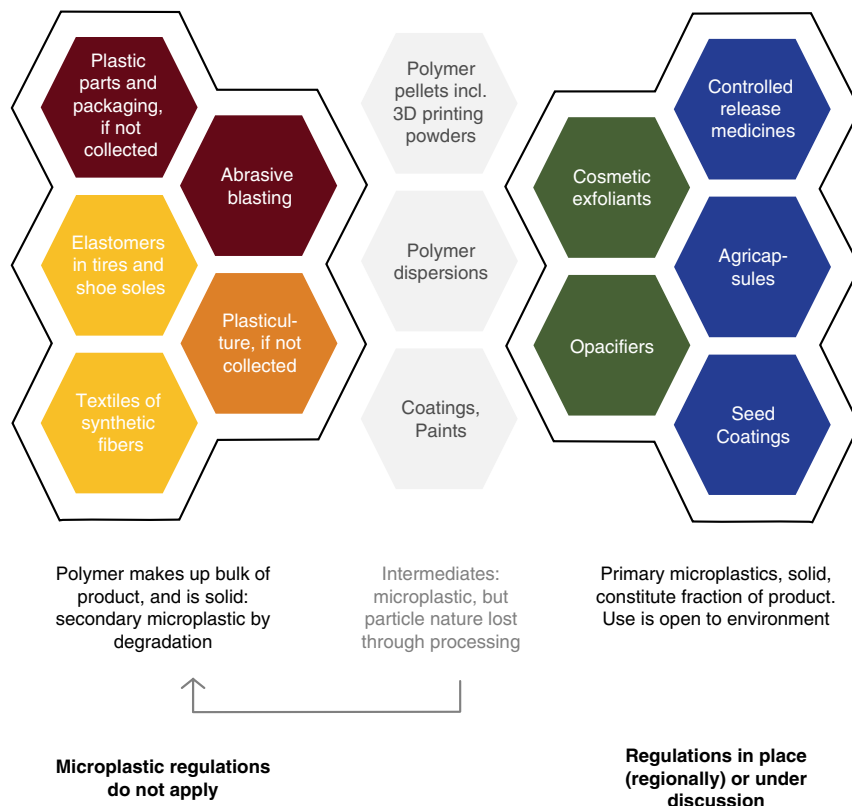 Plastic
parts and
packaging,
if not
collected
Abrasive
blasting
Elastomers
in tires and
shoe soles
Plasticul-
ture, if not
collected
Textiles of
synthetic
fibers
Polymer
pellets incl.
3D printing
powders
Polymer
dispersions
Coatings,
Paints
Controlled
release
medicines
Cosmetic
exfoliants
Agricap-
sules
Opacifiers
Seed
Coatings
Polymer makes up bulk of
product, and is solid:
secondary microplastic by
degradation
Intermediates:
microplastic, but
particle nature lost
through processing
Primary microplastics, solid,
constitute fraction of product.
Use is open to environment
Microplastic regulations
do not apply
Regulations in place
(regionally) or under
discussion